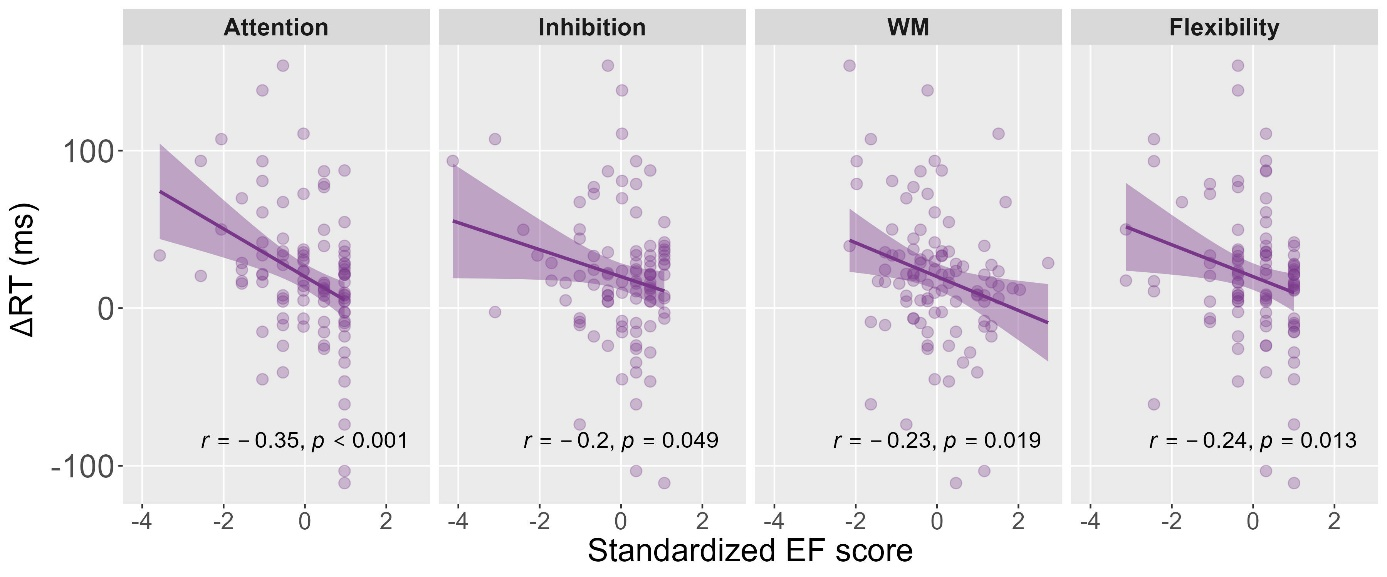 Attention
Inhibition
WM
Flexibility
ΔRT (ms)
100
0
-100
r = −0.35, p < 0.001
r = −0.2, p = 0.049
r = −0.23, p = 0.019
r = −0.24, p = 0.013
-4 -2 0 2
-4 -2 0 2
-4 -2 0 2
-4 -2 0 2
Standardized EF score